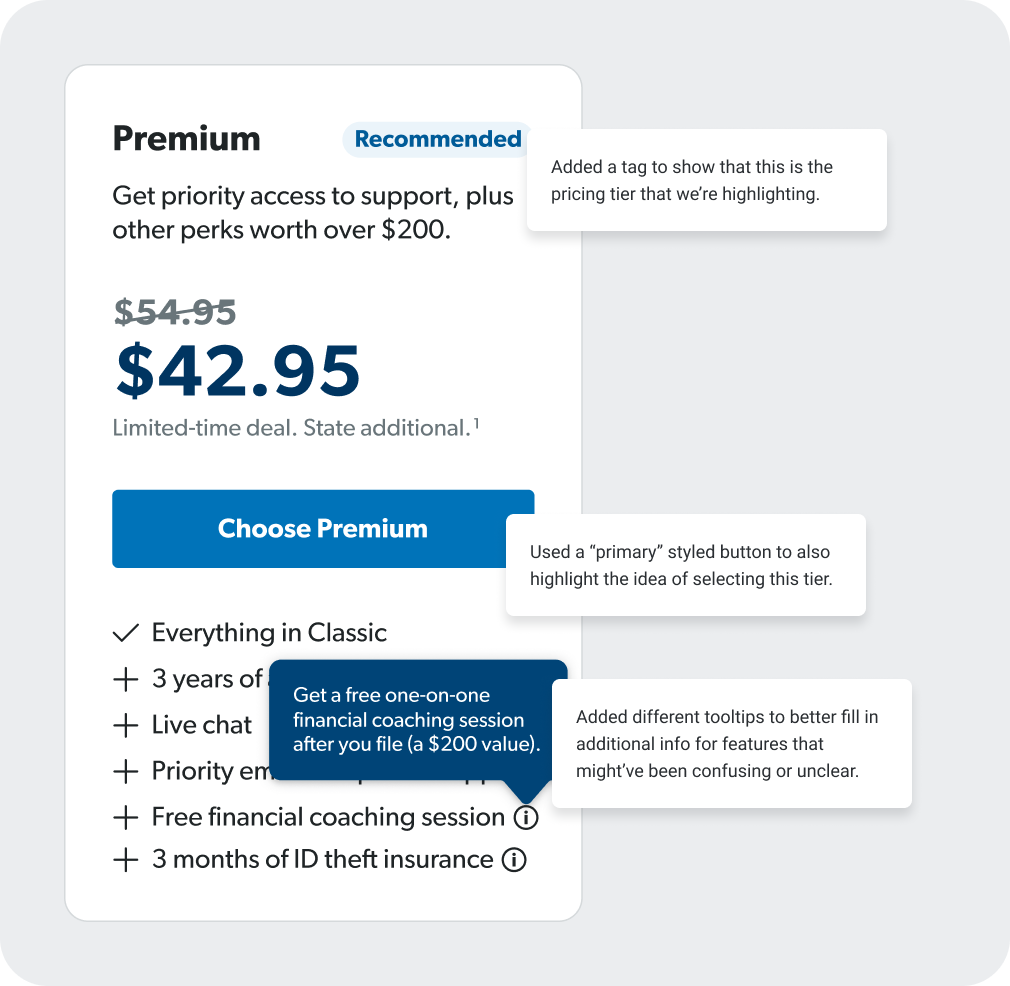 Premium
Recommended
Added a tag to show that this is the
pricing tier that we’re highlighting.
Get priority access to support, plus
other perks worth over $200.
$54.95
$42.95
Limited-time deal. State additional.¹
Choose Premium
Used a “primary” styled button to also
highlight the idea of selecting this tier.
Everything in Classic
3 years of
Live chat
Priority
Get a free one-on-one
financial coaching session
after you file (a $200 value).
Added different tooltips to better fill in
additional info for features that
might’ve been confusing or unclear.
Free financial coaching session
3 months of ID theft insurance